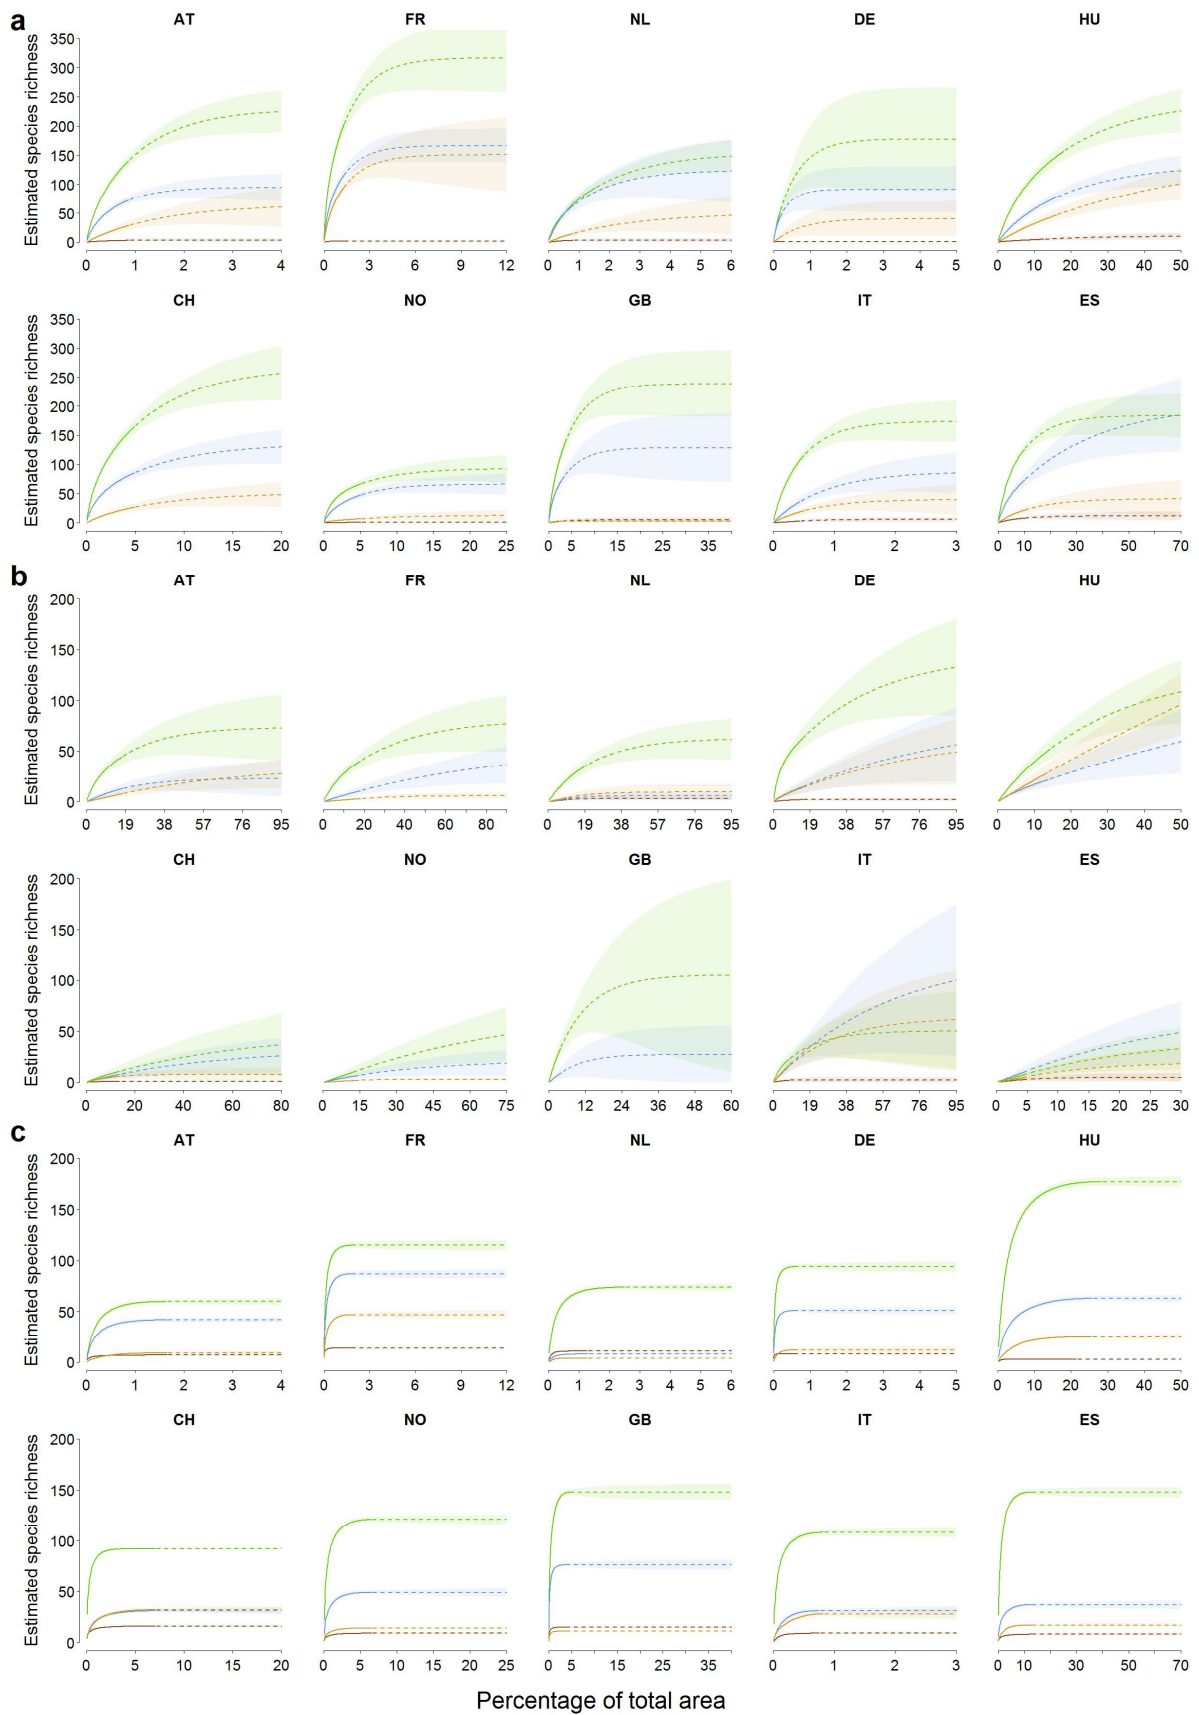 a
AT FR NL DE HU
Estimated species richness
350
300
250
200
150
100
50
0
0 1 2 3 4 0 3 6 9 12 0 1 2 3 4 5 6 0 1 2 3 4 5 0 10 20 30 40 50
CH NO GB IT ES
Estimated species richness
350
300
250
200
150
100
50
0
0 5 10 15 20 0 5 10 15 20 25 0 5 15 25 35 0 1 2 3 0 10 30 50 70
b
AT FR NL DE HU
Estimated species richness
200
150
100
50
0
0 19 38 57 76 95 0 20 40 60 80 0 19 38 57 76 95 0 19 38 57 76 95 0 10 20 30 40 50
CH NO GB IT ES
Estimated species richness
200
150
100
50
0
0 20 40 60 80 0 15 30 45 60 75 0 12 24 36 48 60 0 19 38 57 76 95 0 5 10 15 20 25 30
c
AT FR NL DE HU
Estimated species richness
200
150
100
50
0
0 1 2 3 4 0 3 6 9 12 0 1 2 3 4 5 6 0 1 2 3 4 5 0 10 20 30 40 50
CH NO GB IT ES
Estimated species richness
200
150
100
50
0
0 5 10 15 20 0 5 10 15 20 25 0 5 15 25 35 0 1 2 3 0 10 30 50 70
Percentage of total area